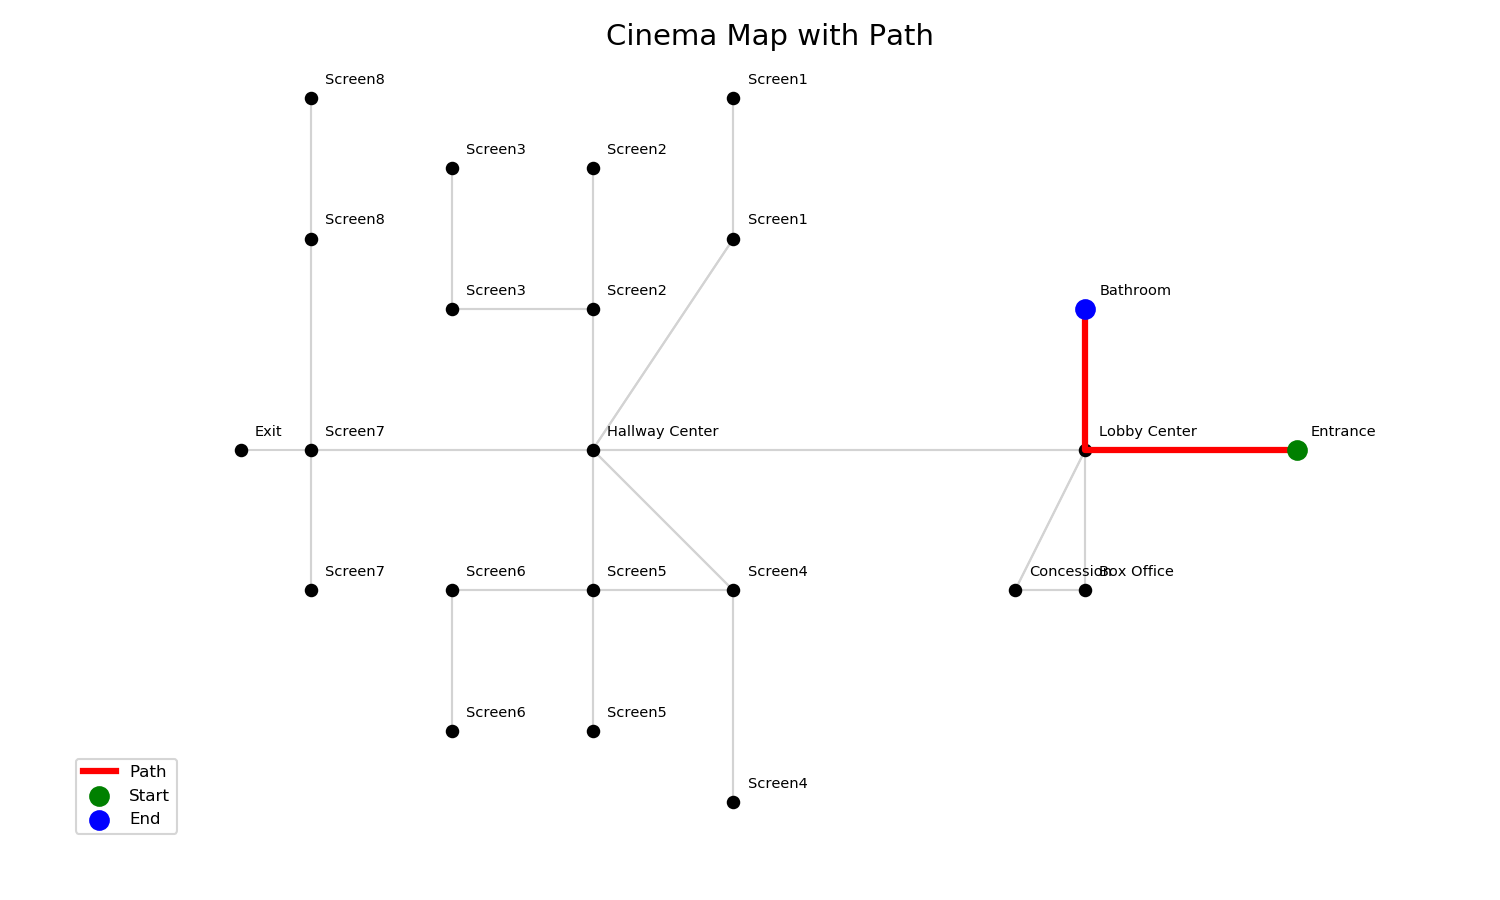 Cinema Map with Path
Screen8
Screen1
Screen3
Screen2
Screen8
Screen1
Screen3
Screen2
Bathroom
Exit
Screen7
Hallway Center
Lobby Center
Entrance
Screen7
Screen6
Screen5
Screen4
Concession
Box Office
Screen6
Screen5
Screen4
Path
Start
End